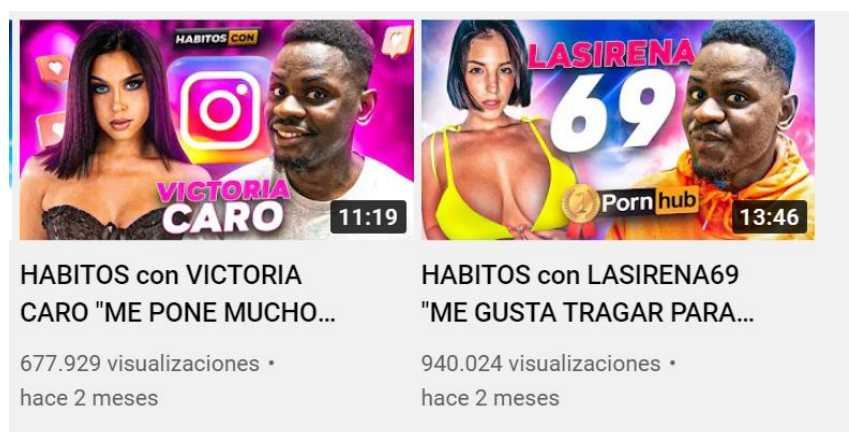 HABITOS CON
VICTORIA
CARO
11:19
HABITOS con VICTORIA
CARO "ME PONE MUCHO...
677.929 visualizaciones •
hace 2 meses
LASIRENA
69
Porn hub
13:46
HABITOS con LASIRENA69
"ME GUSTA TRAGAR PARA...
940.024 visualizaciones •
hace 2 meses